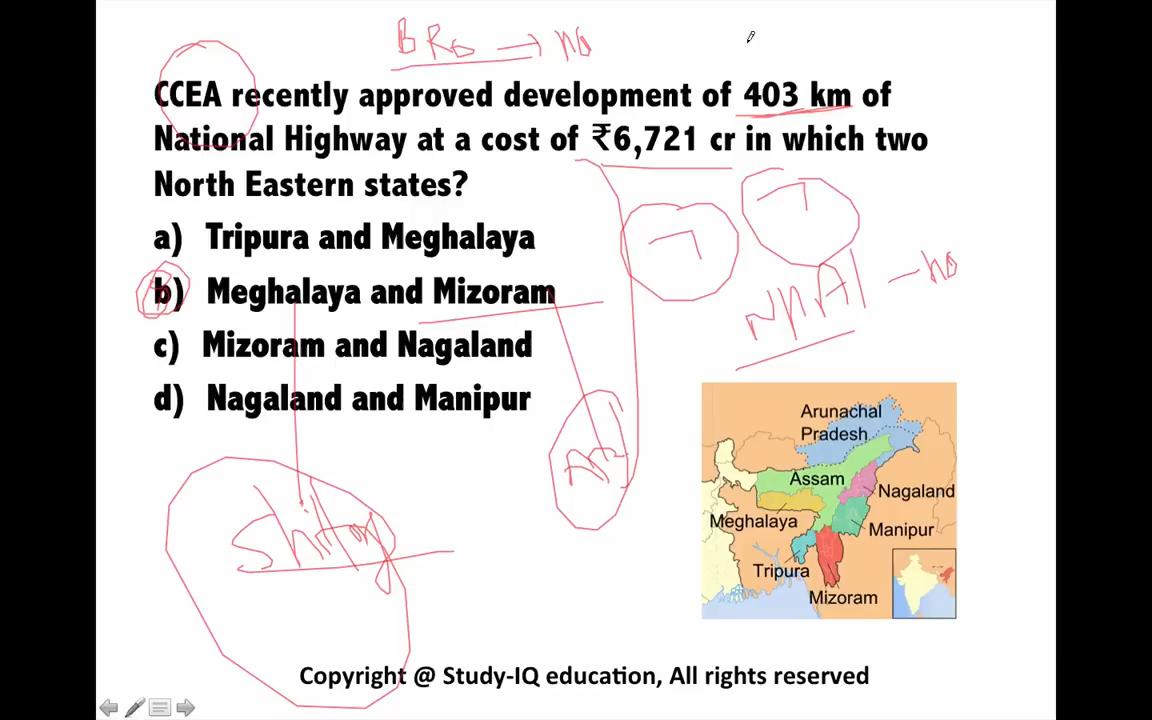 BRO → NO
CCEA recently approved development of 403 km of
National Highway at a cost of ₹6,721 cr in which two
North Eastern states?
a) Tripura and Meghalaya
b) Meghalaya and Mizoram
c) Mizoram and Nagaland
d) Nagaland and Manipur
NHAI – NO
Arunachal
Pradesh
Assam
Nagaland
Meghalaya
Manipur
Tripura
Mizoram
Copyright @ Study-IQ education, All rights reserved